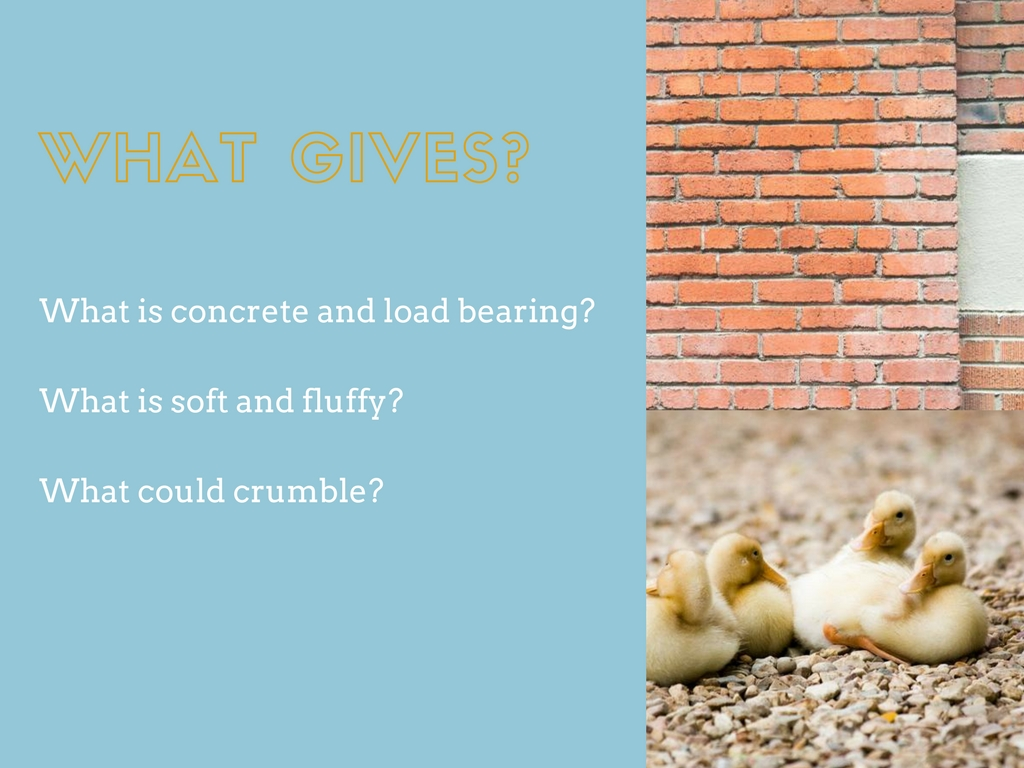 WHAT GIVES?
What is concrete and load bearing?
What is soft and fluffy?
What could crumble?